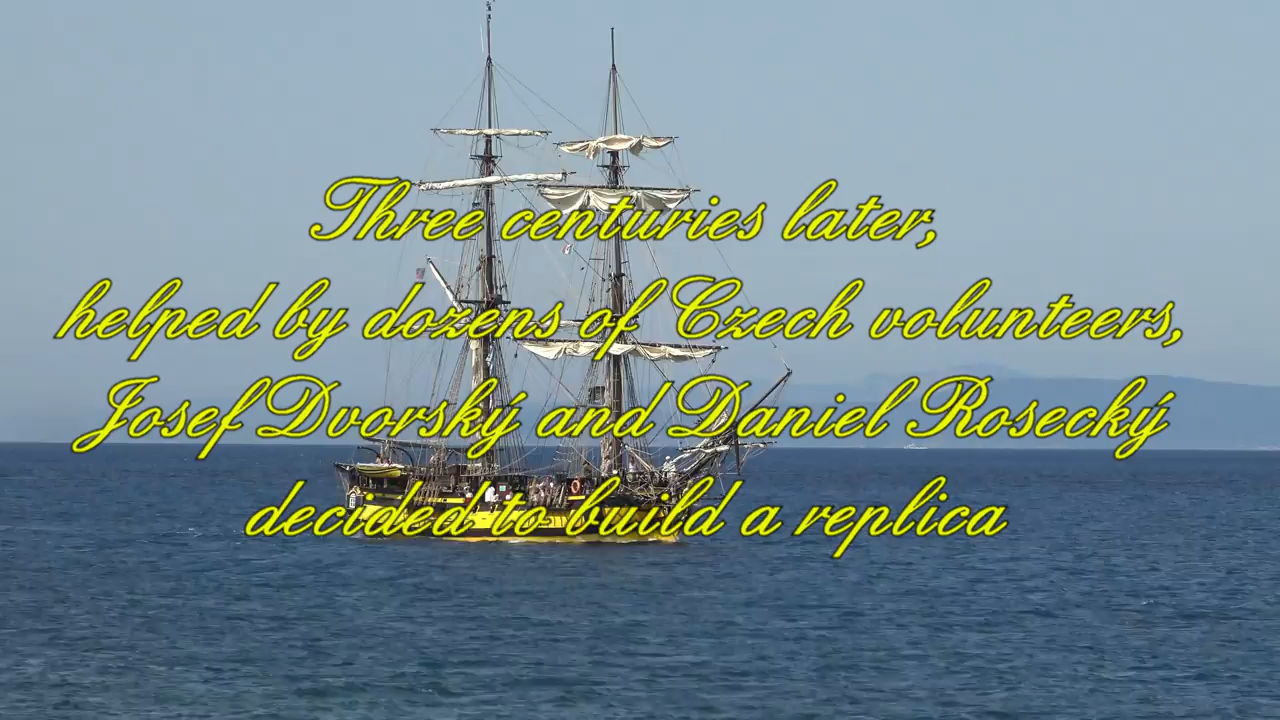 Three centuries later,
helped by dozens of Czech volunteers,
Josef Dvorský and Daniel Rosecký
decided to build a replica